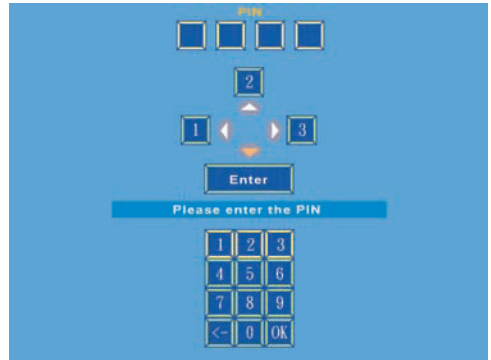 PIN
2
1 3
Enter
Please enter the PIN
1 2 3
4 5 6
7 8 9
<- 0 OK